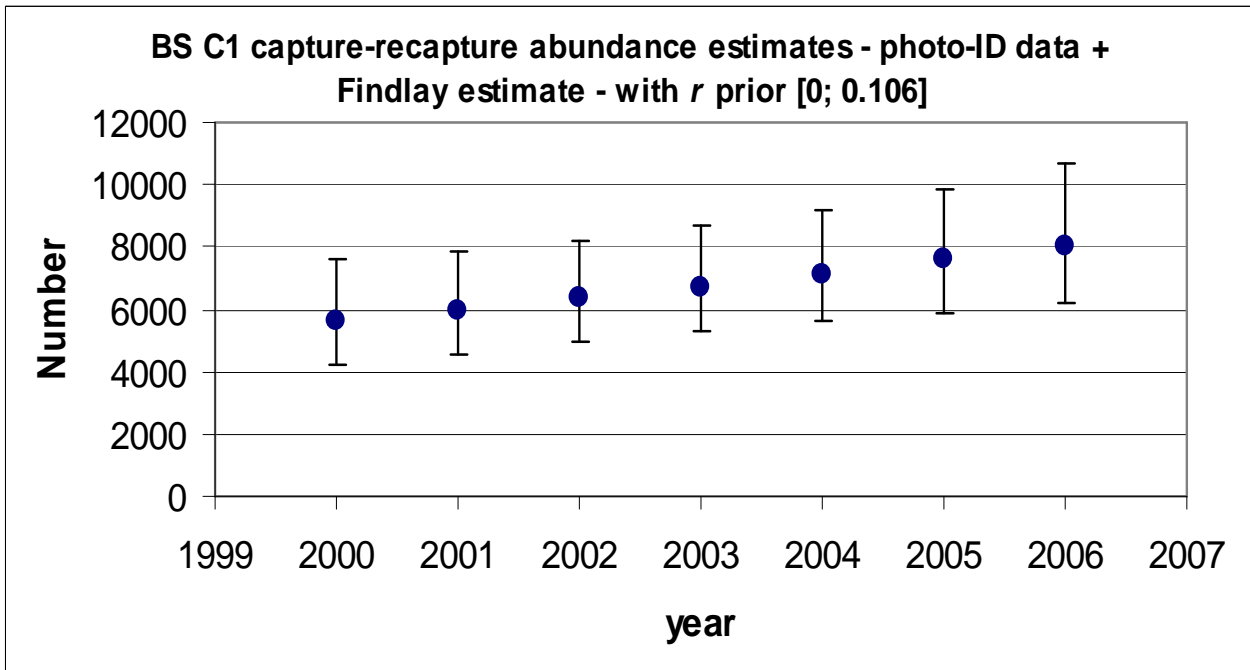 BS C1 capture-recapture abundance estimates - photo-ID data +
Findlay estimate - with r prior [0; 0.106]
12000
10000
8000
6000
4000
2000
0
Number
1999 2000 2001 2002 2003 2004 2005 2006 2007
year